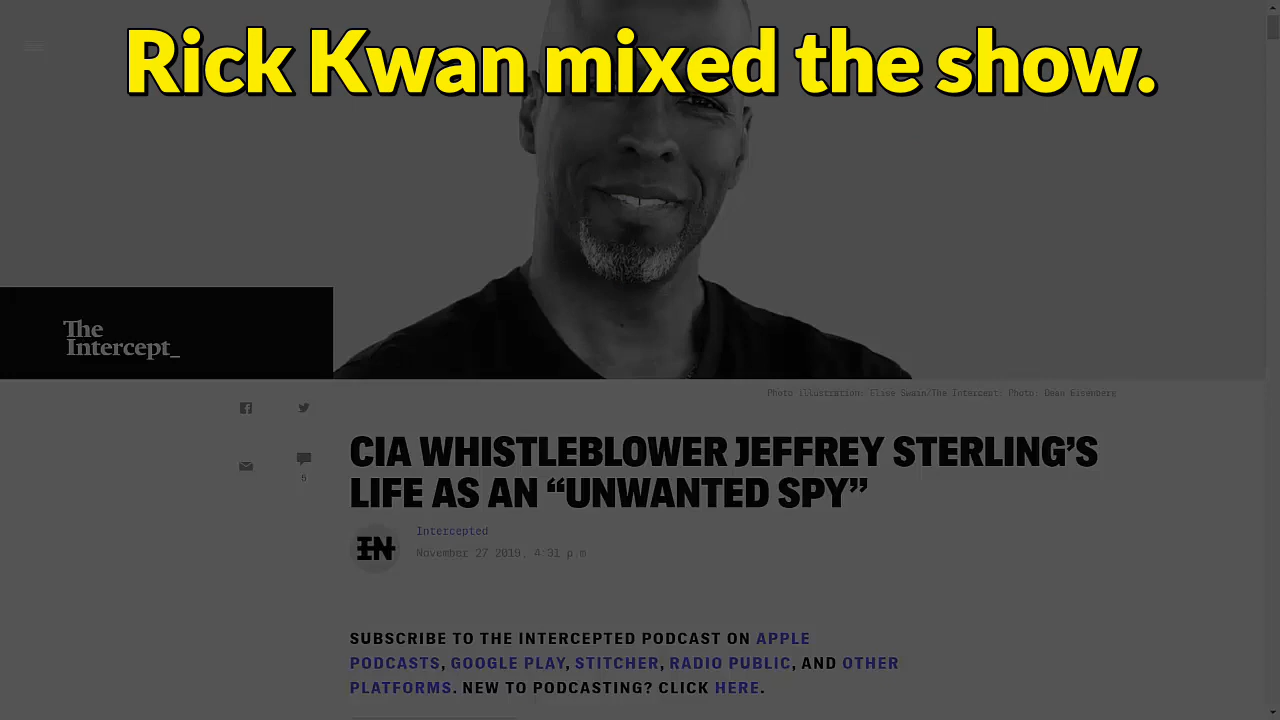 Rick Kwan mixed the show.
The
Intercept_
Photo illustration: Elise Swain/The Intercept; Photo: Dean Eisenberg
6
CIA WHISTLEBLOWER JEFFREY STERLING’S
LIFE AS AN “UNWANTED SPY”
IN
Intercepted
November 27 2019, 4:31 p.m
SUBSCRIBE TO THE INTERCEPTED PODCAST ON APPLE
PODCASTS, GOOGLE PLAY, STITCHER, RADIO PUBLIC, AND OTHER
PLATFORMS. NEW TO PODCASTING? CLICK HERE.